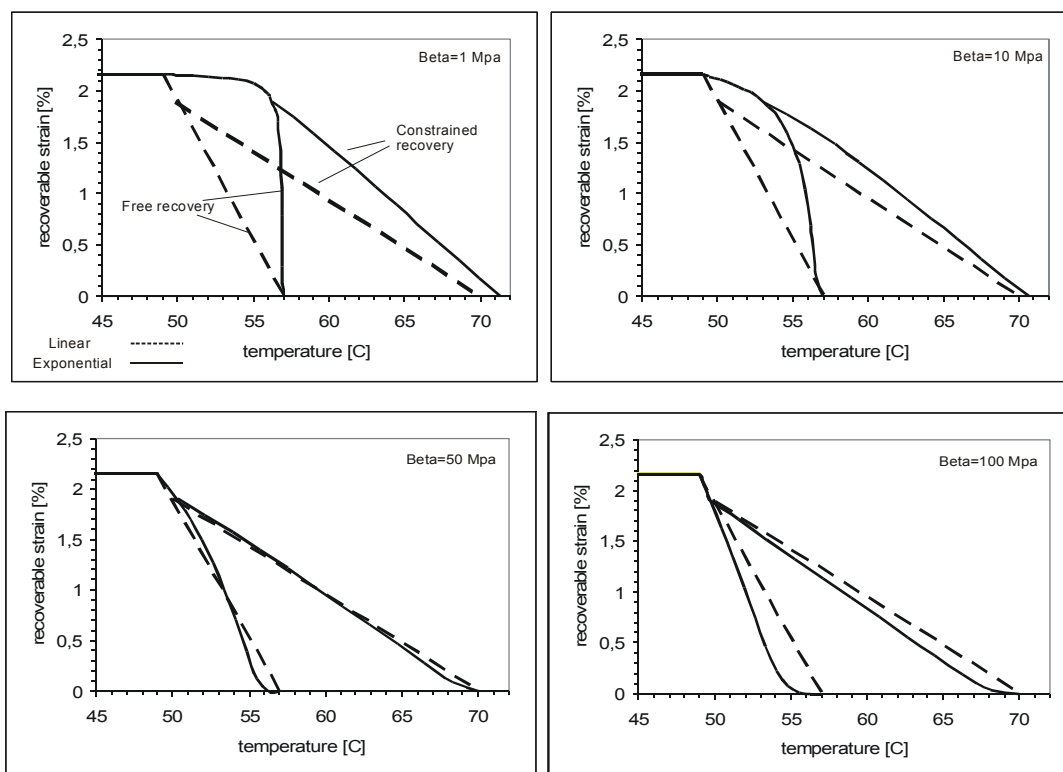 2,5
2
1,5
1
0,5
0
recoverable strain [%]
Beta=1 Mpa
Constrained
recovery
Free recovery
45 50 55 60 65 70
temperature [C]
Linear
Exponential
2,5
2
1,5
1
0,5
0
recoverable strain [%]
Beta=10 Mpa
45 50 55 60 65 70
temperature [C]
2,5
2
1,5
1
0,5
0
recoverable strain [%]
Beta=50 Mpa
45 50 55 60 65 70
temperature [C]
2,5
2
1,5
1
0,5
0
recoverable strain [%]
Beta=100 Mpa
45 50 55 60 65 70
temperature [C]